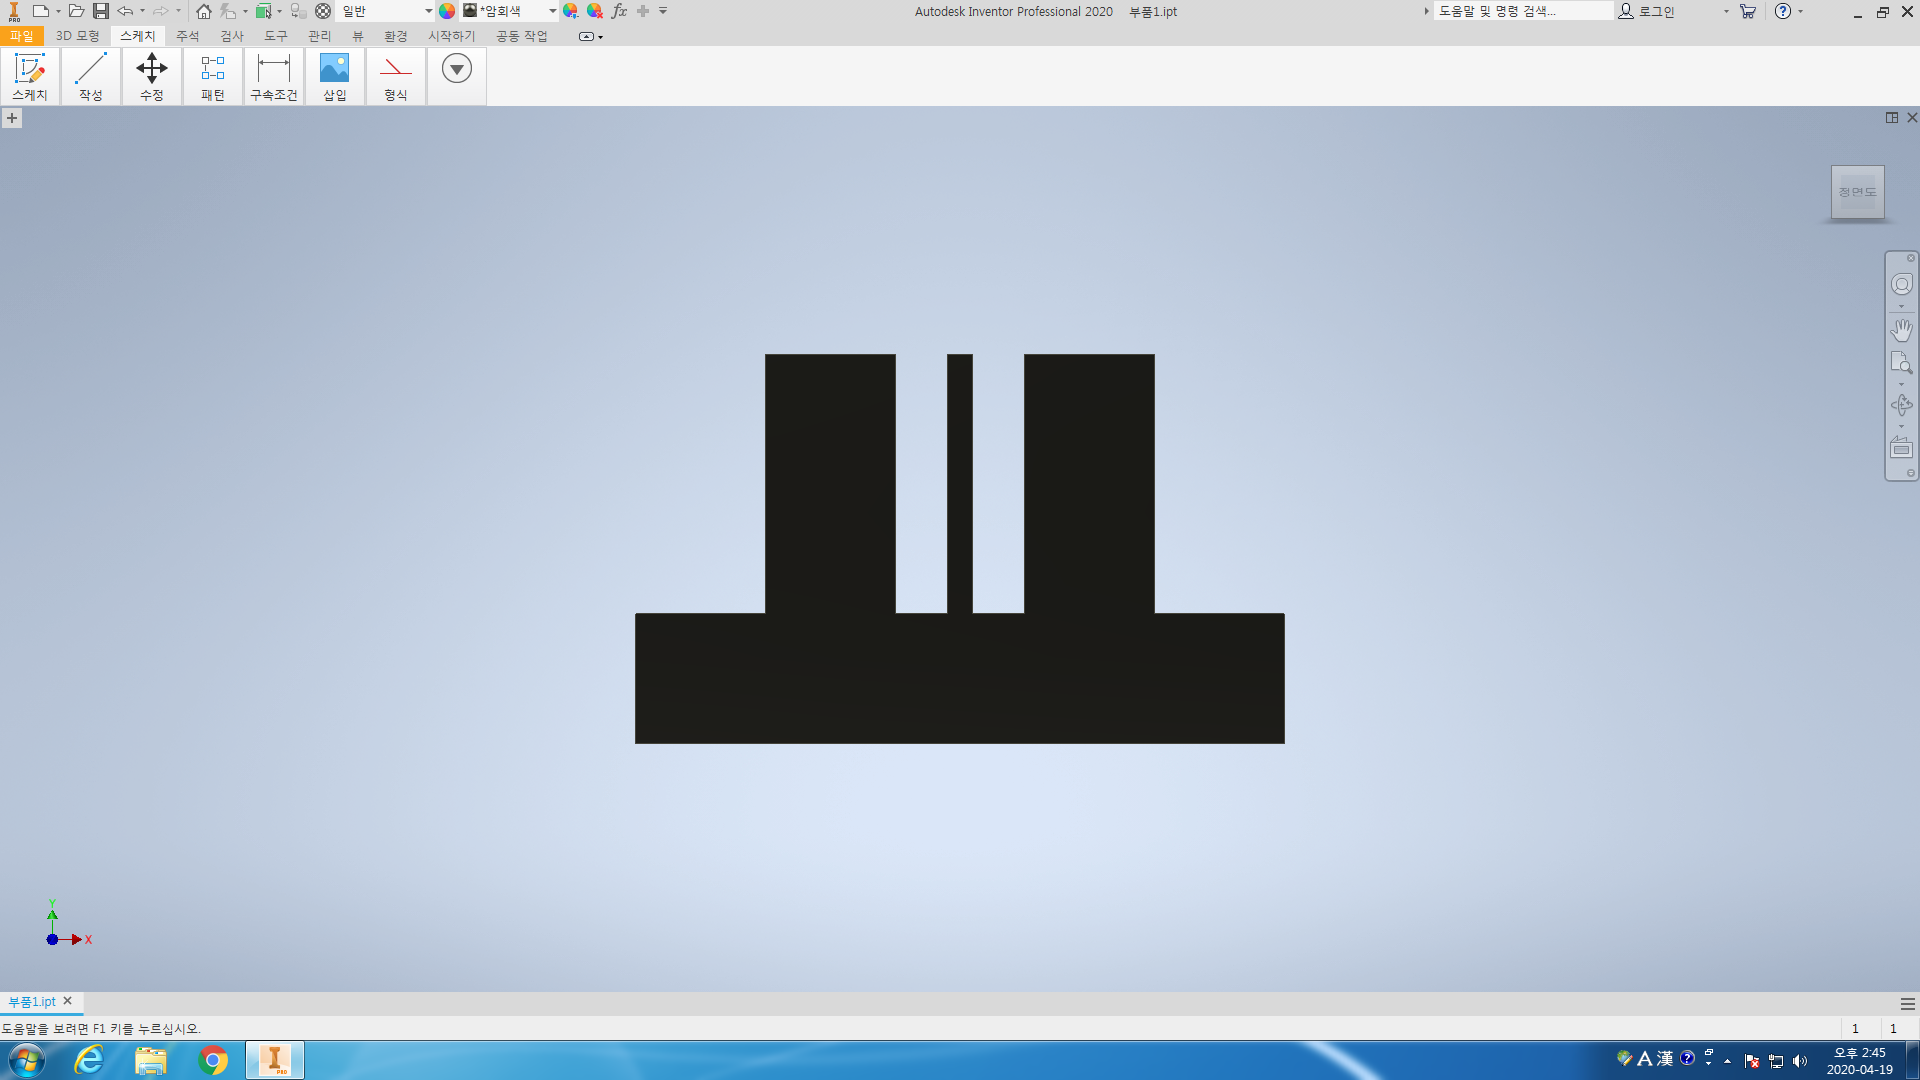 일반
*암회색
fx
Autodesk Inventor Professional 2020 부품1.ipt
도움말 및 명령 검색...
로그인
파일 3D 모형 스케치 주석 검사 도구 관리 뷰 환경 시작하기 공동 작업
스케치 작성 수정 패턴 구속조건 삽입 형식
정면도
Y
X
부품1.ipt
도움말을 보려면 F1 키를 누르십시오.
1 1
PRO
A 漢
오후 2:45
2020-04-19